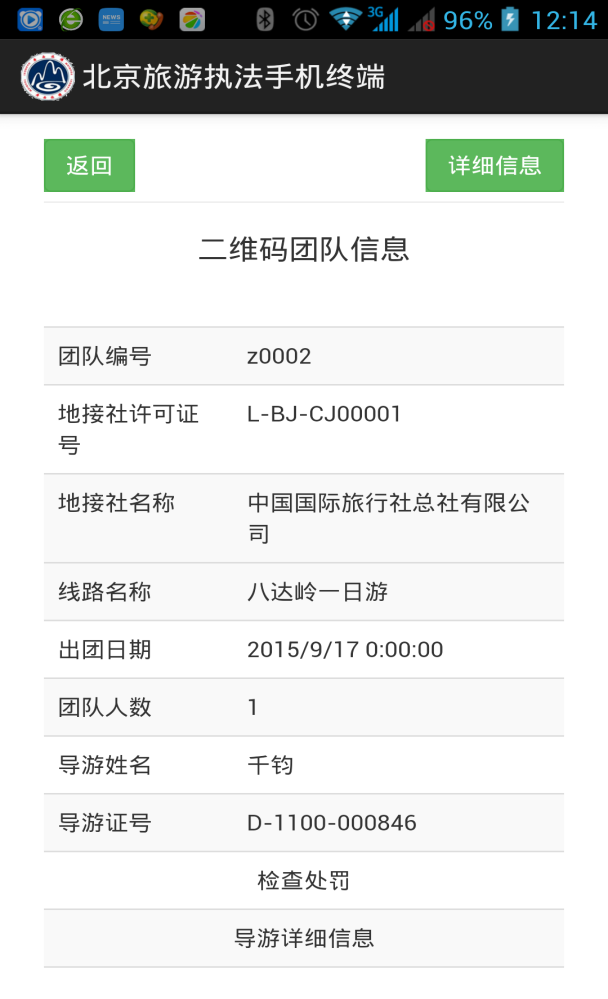 NEWS
3G
96%
12:14
北京旅游执法手机终端
返回
详细信息
二维码团队信息
团队编号 z0002
地接社许可证 L-BJ-CJ00001
号
地接社名称 中国国际旅行社总社有限公
司
线路名称 八达岭一日游
出团日期 2015/9/17 0:00:00
团队人数 1
导游姓名 千钧
导游证号 D-1100-000846
检查处罚
导游详细信息